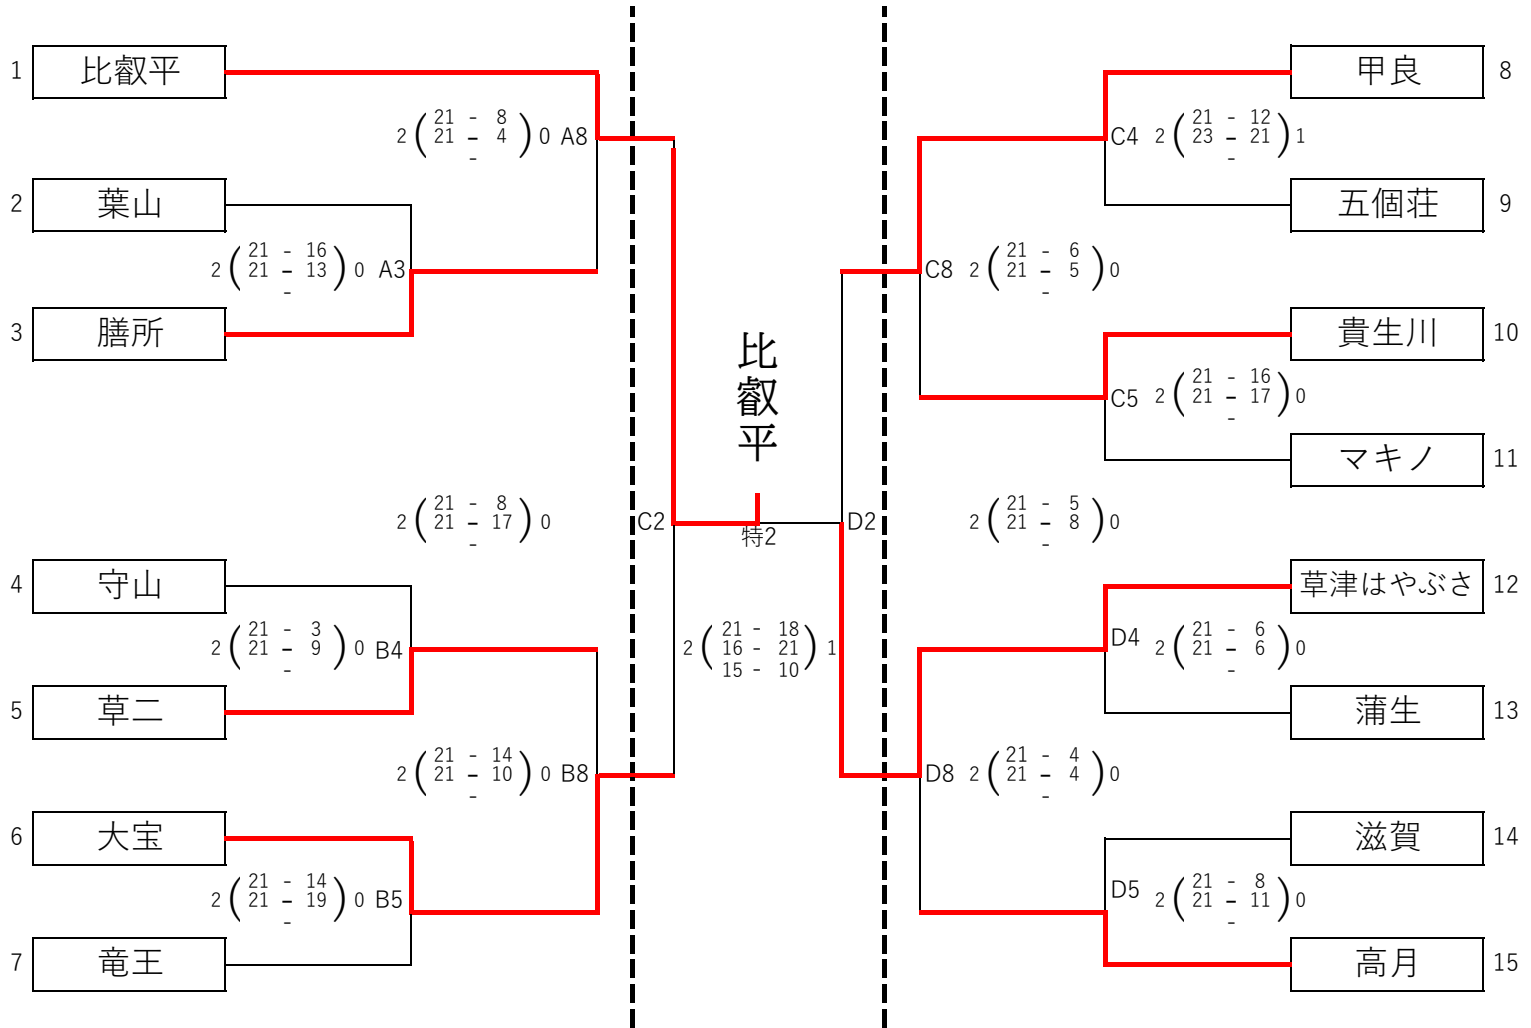 1 比叡平
2 ( 21 - 8 ) 0 A8
21 - 4
-
2 葉山
2 ( 21 - 16 ) 0 A3
21 - 13
-
3 膳所
2 ( 21 - 8 ) 0 C2
21 - 17
-
4 守山
2 ( 21 - 3 ) 0 B4
21 - 9
-
5 草二
2 ( 21 - 14 ) 0 B8
21 - 10
-
6 大宝
2 ( 21 - 14 ) 0 B5
21 - 19
-
7 竜王
比叡平
特2
2 ( 21 - 18 ) 1
16 - 21
15 - 10
甲良 8
C4 2 ( 21 - 12 ) 1
23 - 21
-
五個荘 9
C8 2 ( 21 - 6 ) 0
21 - 5
-
貴生川 10
C5 2 ( 21 - 16 ) 0
21 - 17
-
マキノ 11
D2 2 ( 21 - 5 ) 0
21 - 8
-
草津はやぶさ 12
D4 2 ( 21 - 6 ) 0
21 - 6
-
蒲生 13
D8 2 ( 21 - 4 ) 0
21 - 4
-
滋賀 14
D5 2 ( 21 - 8 ) 0
21 - 11
-
高月 15